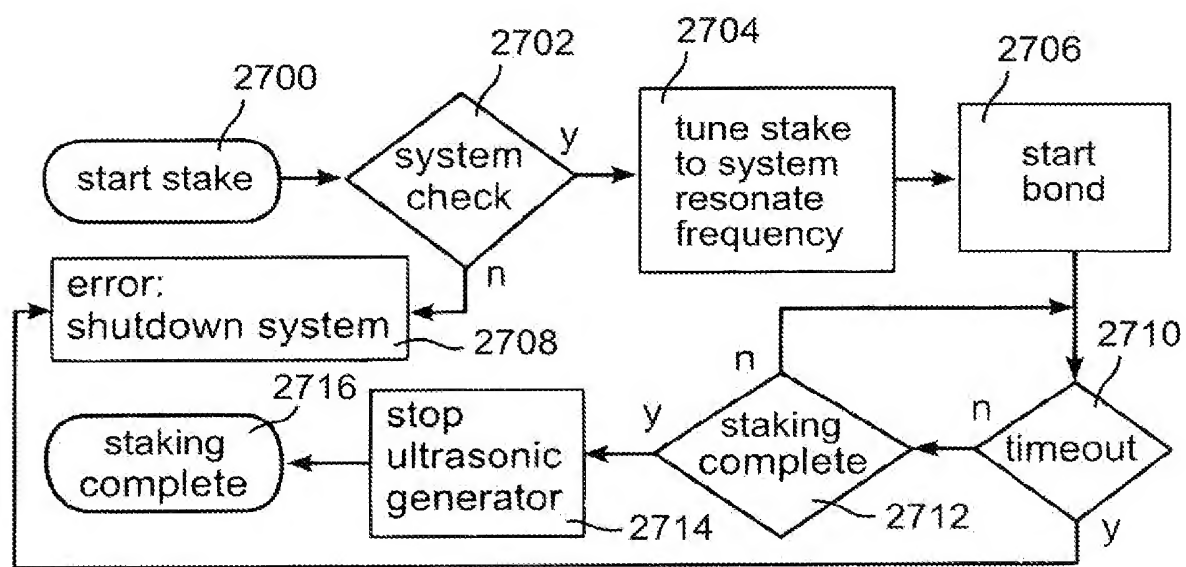 2700
start stake
2702
system
check
y
n
2704
tune stake
to system
resonate
frequency
2706
start
bond
error:
shutdown system
2708
2710
timeout
n
y
2712
staking
complete
n
y
stop
ultrasonic
generator
2714
2716
staking
complete